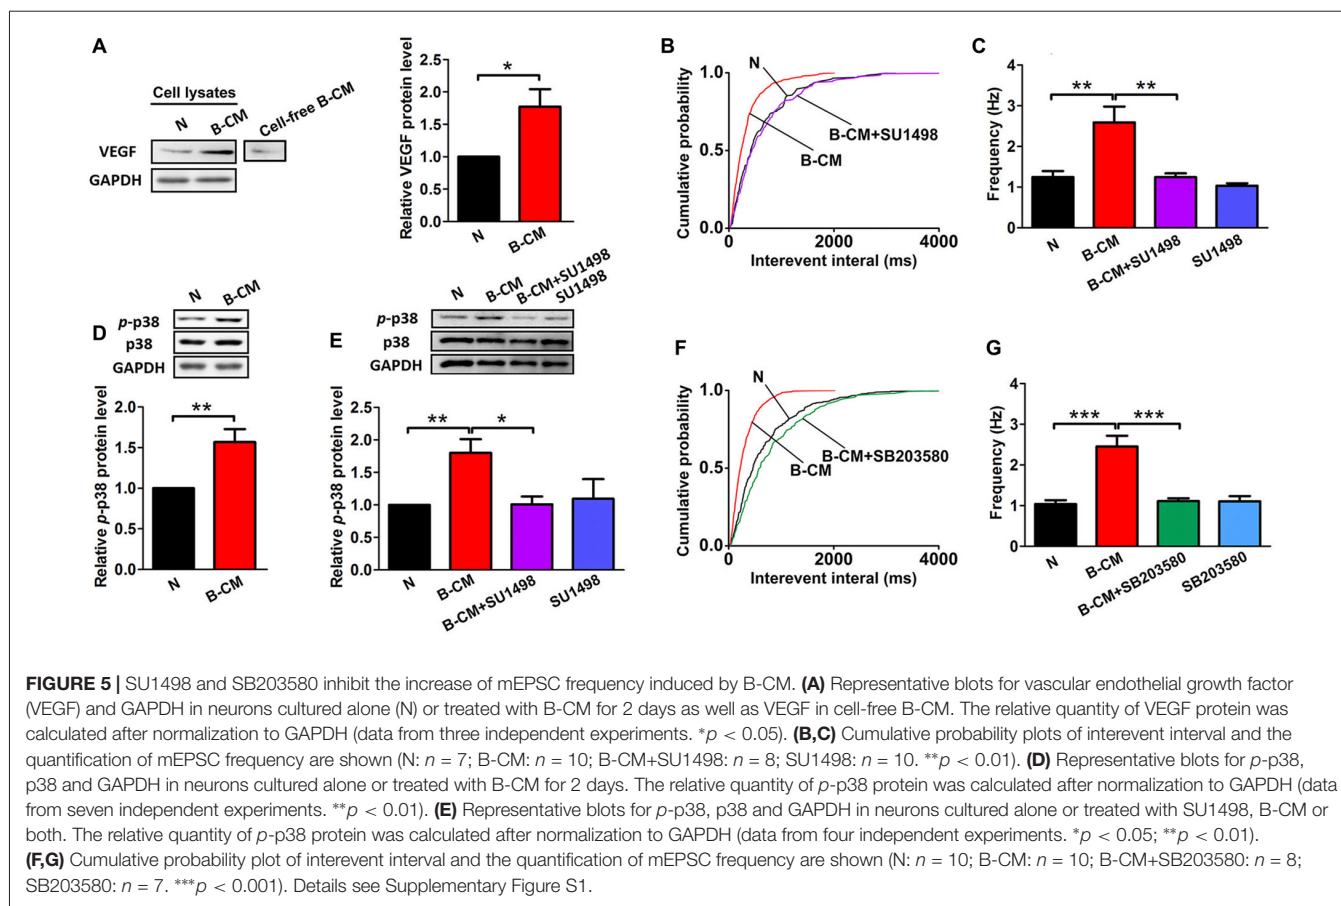 A
Cell lysates
N
B-CM
Cell-free B-CM
VEGF
GAPDH
Relative VEGF protein level
2.5
2.0
1.5
1.0
0.5
0.0
*
N
B-CM
B
Cumulative probability
1.0
0.5
0.0
N
B-CM+SU1498
B-CM
0
2000
4000
Interevent interal (ms)
C
Frequency (Hz)
4
3
2
1
0
**
**
N
B-CM
B-CM+SU1498
SU1498
D
N
B-CM
p-p38
p38
GAPDH
Relative p-p38 protein level
2.0
1.5
1.0
0.5
0.0
**
N
B-CM
E
N
B-CM
B-CM+SU1498
SU1498
p-p38
p38
GAPDH
Relative p-p38 protein level
2.5
2.0
1.5
1.0
0.5
0.0
**
*
N
B-CM
B-CM+SU1498
SU1498
F
Cumulative probability
1.0
0.5
0.0
N
B-CM+SB203580
B-CM
0
2000
4000
Interevent interal (ms)
G
Frequency (Hz)
4
3
2
1
0
***
***
N
B-CM
B-CM+SB203580
SB203580
FIGURE 5 | SU1498 and SB203580 inhibit the increase of mEPSC frequency induced by B-CM. (A) Representative blots for vascular endothelial growth factor
(VEGF) and GAPDH in neurons cultured alone (N) or treated with B-CM for 2 days as well as VEGF in cell-free B-CM. The relative quantity of VEGF protein was
calculated after normalization to GAPDH (data from three independent experiments. *p < 0.05). (B,C) Cumulative probability plots of interevent interval and the
quantification of mEPSC frequency are shown (N: n = 7; B-CM: n = 10; B-CM+SU1498: n = 8; SU1498: n = 10. **p < 0.01). (D) Representative blots for p-p38,
p38 and GAPDH in neurons cultured alone or treated with B-CM for 2 days. The relative quantity of p-p38 protein was calculated after normalization to GAPDH (data
from seven independent experiments. **p < 0.01). (E) Representative blots for p-p38, p38 and GAPDH in neurons cultured alone or treated with SU1498, B-CM or
both. The relative quantity of p-p38 protein was calculated after normalization to GAPDH (data from four independent experiments. *p < 0.05; **p < 0.01).
(F,G) Cumulative probability plot of interevent interval and the quantification of mEPSC frequency are shown (N: n = 10; B-CM: n = 10; B-CM+SB203580: n = 8;
SB203580: n = 7. ***p < 0.001). Details see Supplementary Figure S1.